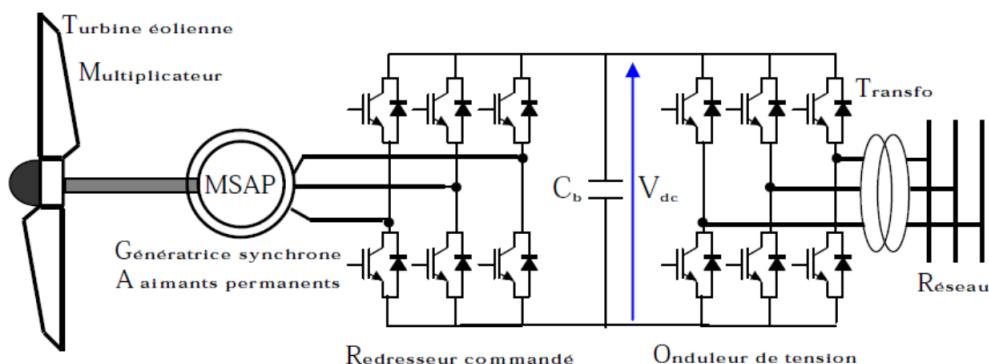 Turbine éolienne
Multiplicateur
Transfo
MSAP
Cb
Vdc
Génératrice synchrone
A aimants permanents
Réseau
Redresseur commandé
Onduleur de tension